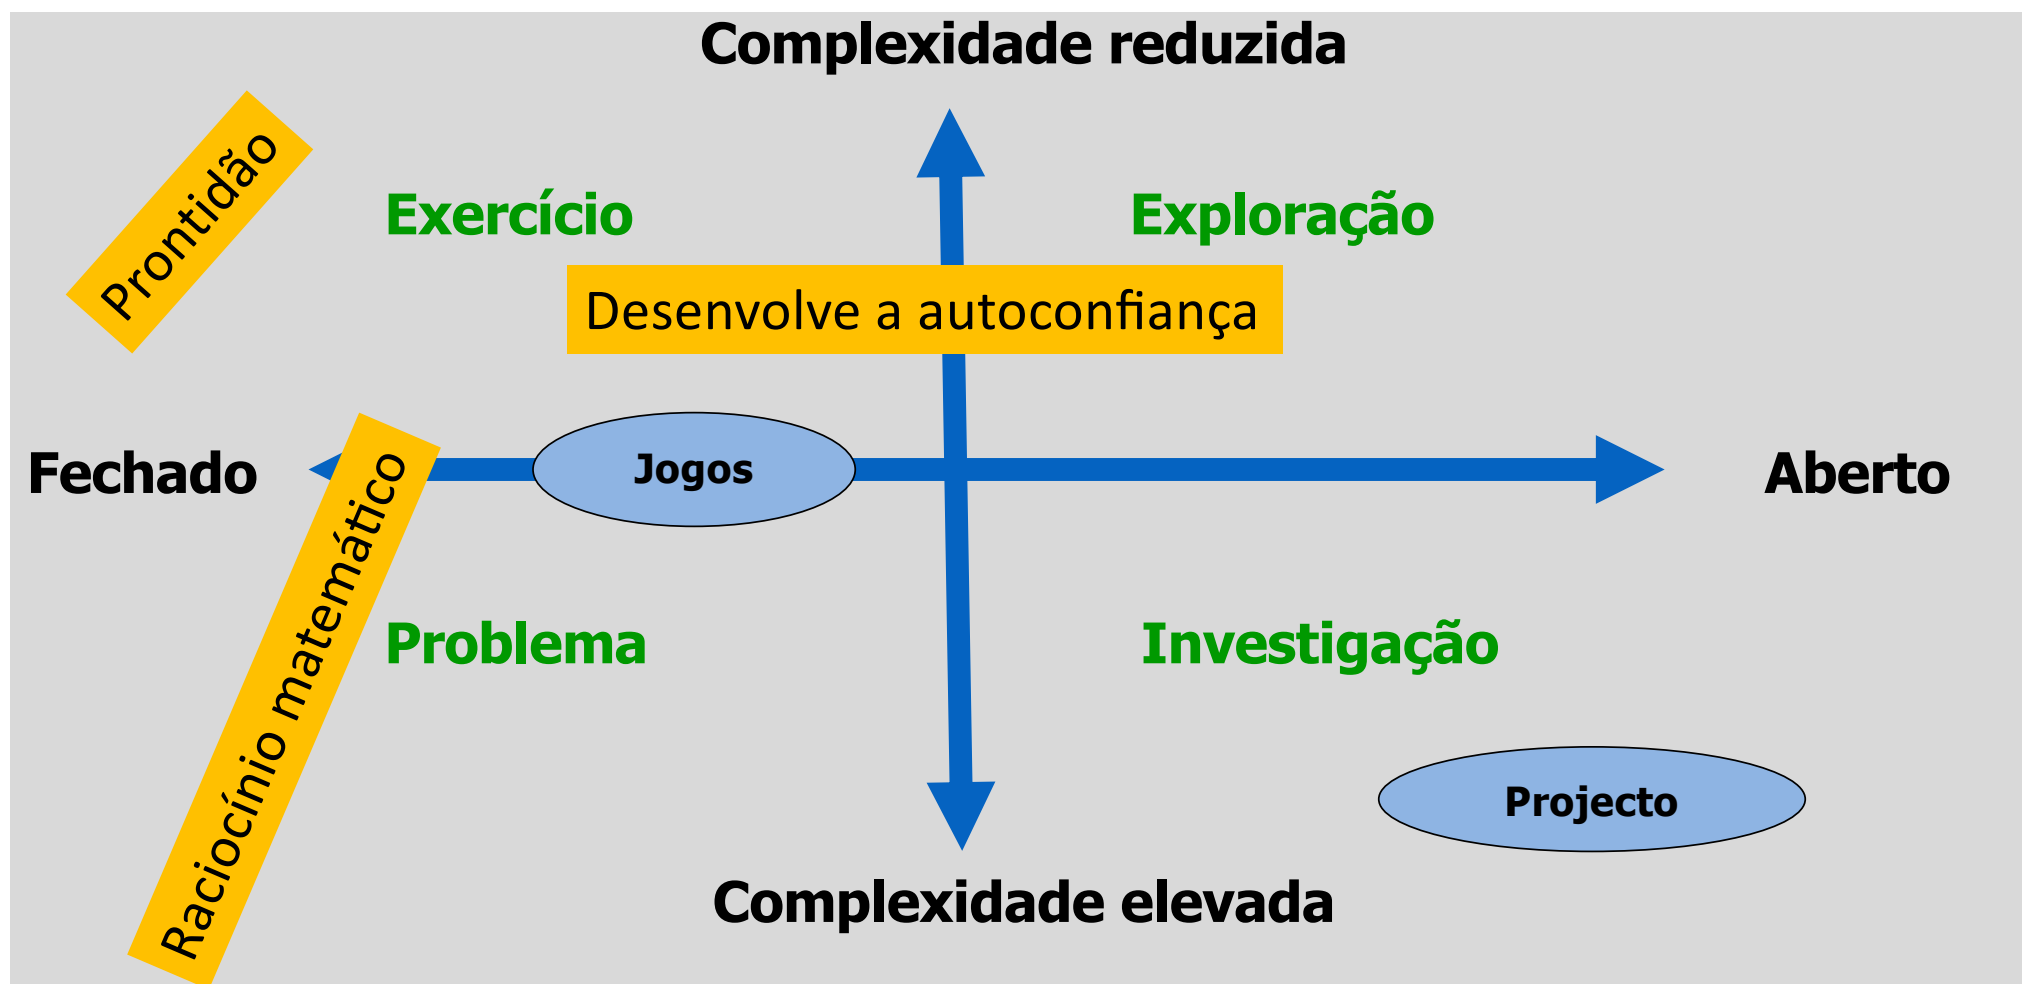 Complexidade reduzida
Prontidão
Exercício
Exploração
Desenvolve a autoconfiança
Fechado
Jogos
Aberto
Raciocínio matemático
Problema
Investigação
Projecto
Complexidade elevada